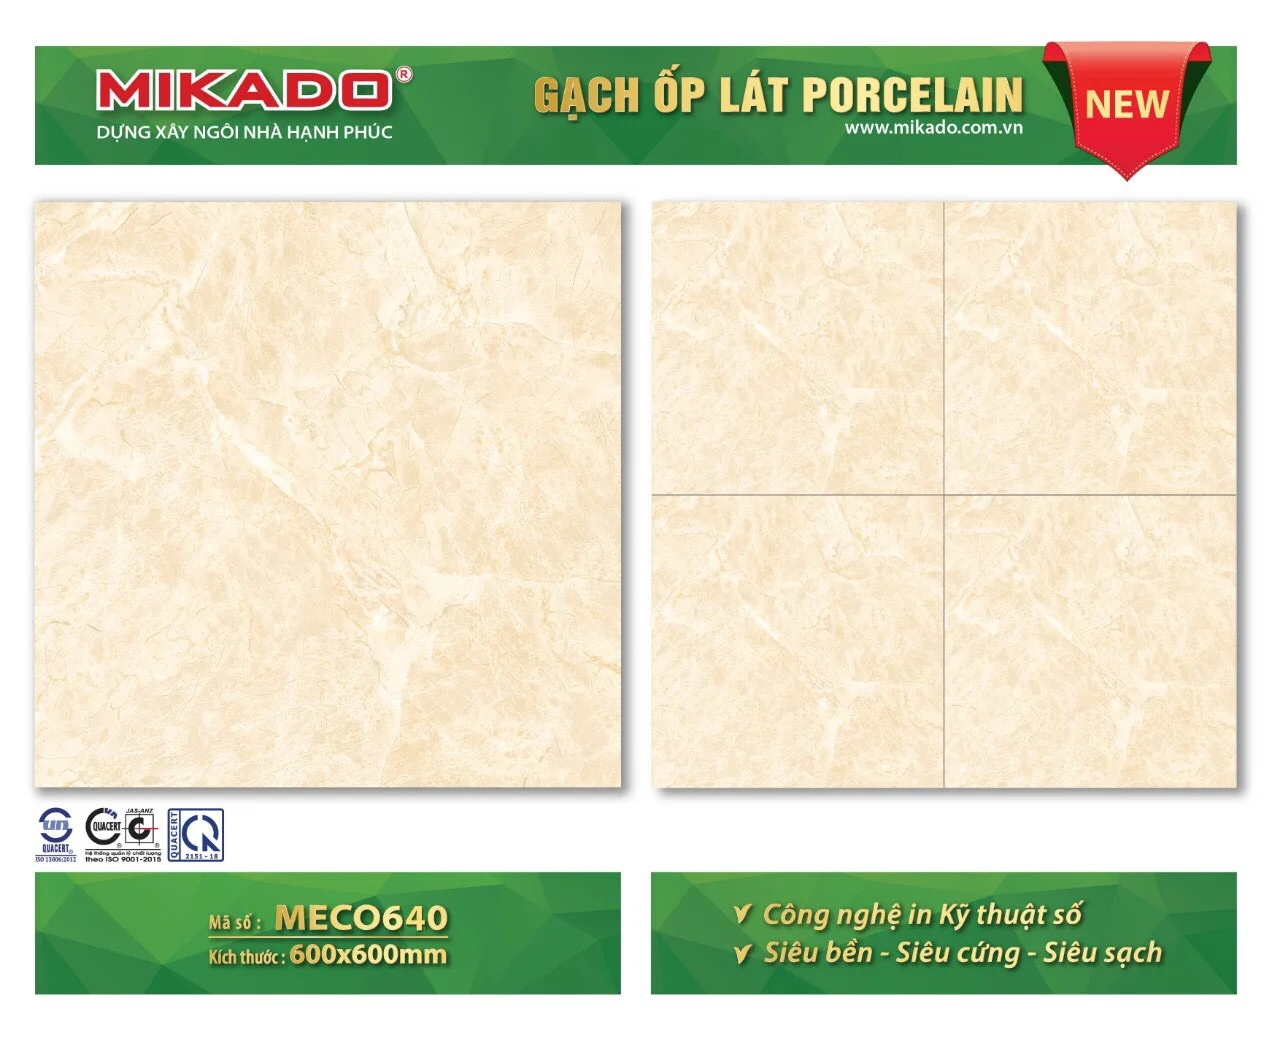 MIKADO®
DỰNG XÂY NGÔI NHÀ HẠNH PHÚC
GẠCH ỐP LÁT PORCELAIN
www.mikado.com.vn
NEW
QUACERT®
ISO 13006:2012
JAS-ANZ
QUACERT
® ®
Hệ thống quản lý chất lượng
theo ISO 9001-2015
QUACERT
2151 - 18
Mã số : MECO640
Kích thước : 600x600mm
Công nghệ in Kỹ thuật số
Siêu bền - Siêu cứng - Siêu sạch